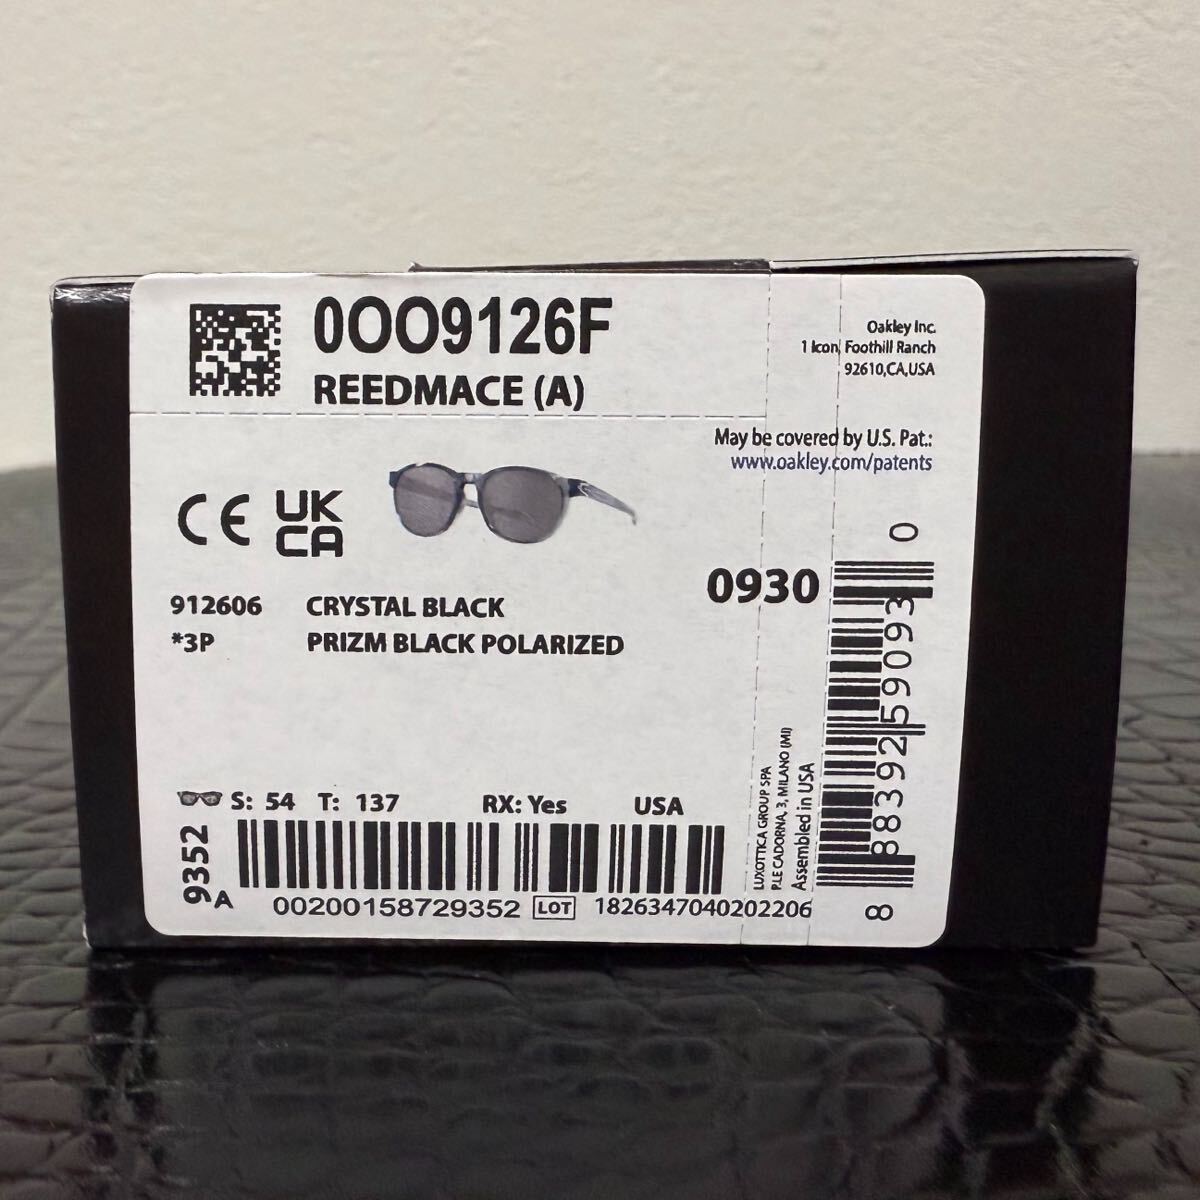 0OO9126F
REEDMACE (A)
Oakley Inc.
1 Icon, Foothill Ranch
92610,CA,USA
May be covered by U.S. Pat.:
www.oakley.com/patents
CE UK
CA
912606 CRYSTAL BLACK
*3P PRIZM BLACK POLARIZED
0930
8 88392 59093 0
S: 54 T: 137 RX: Yes USA
9352
A
00200158729352 LOT 1826347040202206
LUXOTTICA GROUP SPA
P.LE CADORNA, 3, MILANO (MI)
Assembled in USA